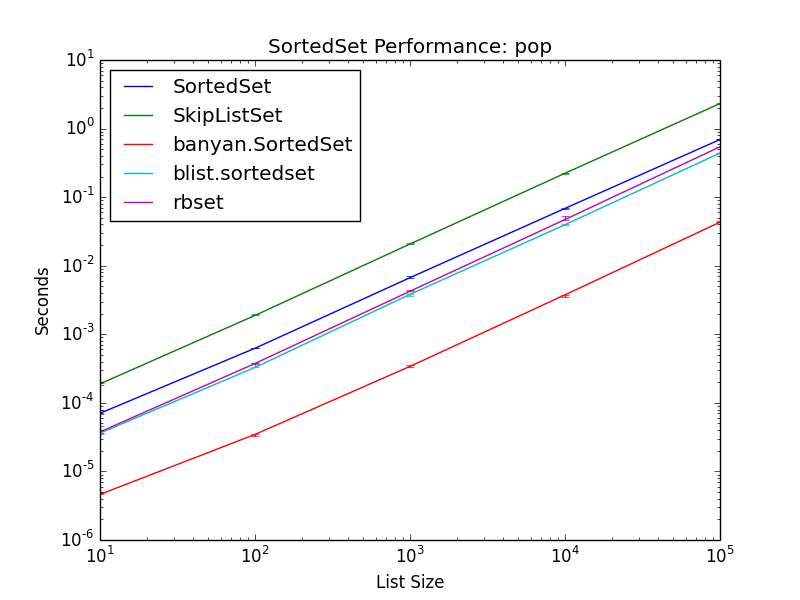 SortedSet Performance: pop
10^1
10^0
10^-1
10^-2
10^-3
10^-4
10^-5
10^-6
Seconds
SortedSet
SkipListSet
banyan.SortedSet
blist.sortedset
rbset
10^1 10^2 10^3 10^4 10^5
List Size